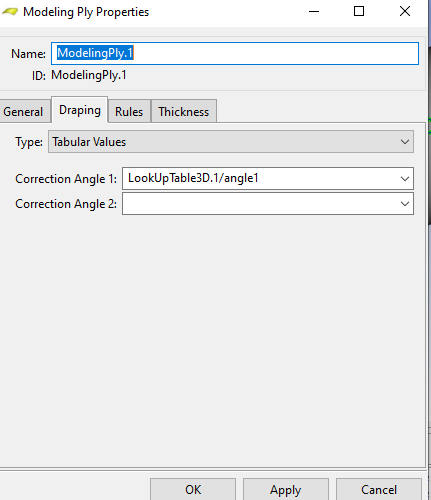 Modeling Ply Properties
Name: ModelingPly.1
ID: ModelingPly.1
General Draping Rules Thickness
Type: Tabular Values
Correction Angle 1: LookUpTable3D.1/angle1
Correction Angle 2:
OK Apply Cancel